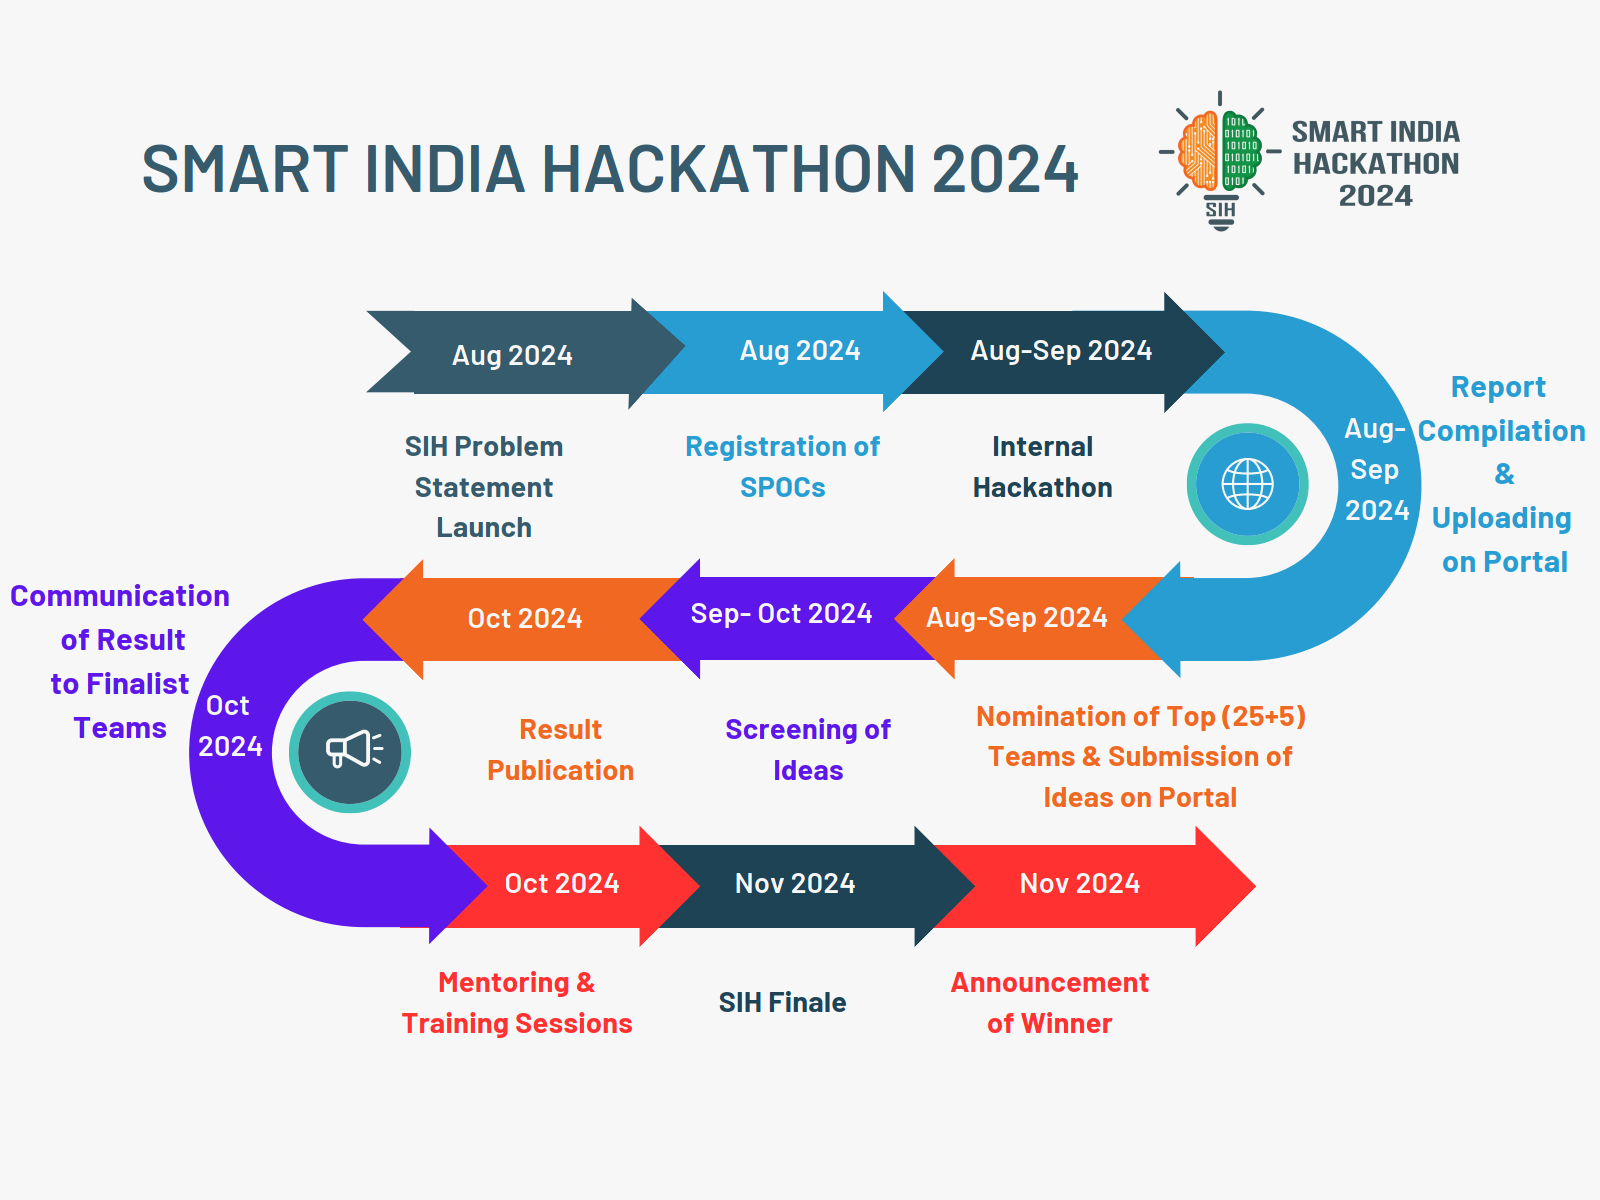 SMART INDIA HACKATHON 2024
SIH
SMART INDIA
HACKATHON
2024
Aug 2024
SIH Problem
Statement
Launch
Aug 2024
Registration of
SPOCs
Aug-Sep 2024
Internal
Hackathon
Aug-
Sep
2024
Report
Compilation
&
Uploading
on Portal
Aug-Sep 2024
Nomination of Top (25+5)
Teams & Submission of
Ideas on Portal
Sep- Oct 2024
Screening of
Ideas
Oct 2024
Result
Publication
Oct
2024
Communication
of Result
to Finalist
Teams
Oct 2024
Mentoring &
Training Sessions
Nov 2024
SIH Finale
Nov 2024
Announcement
of Winner